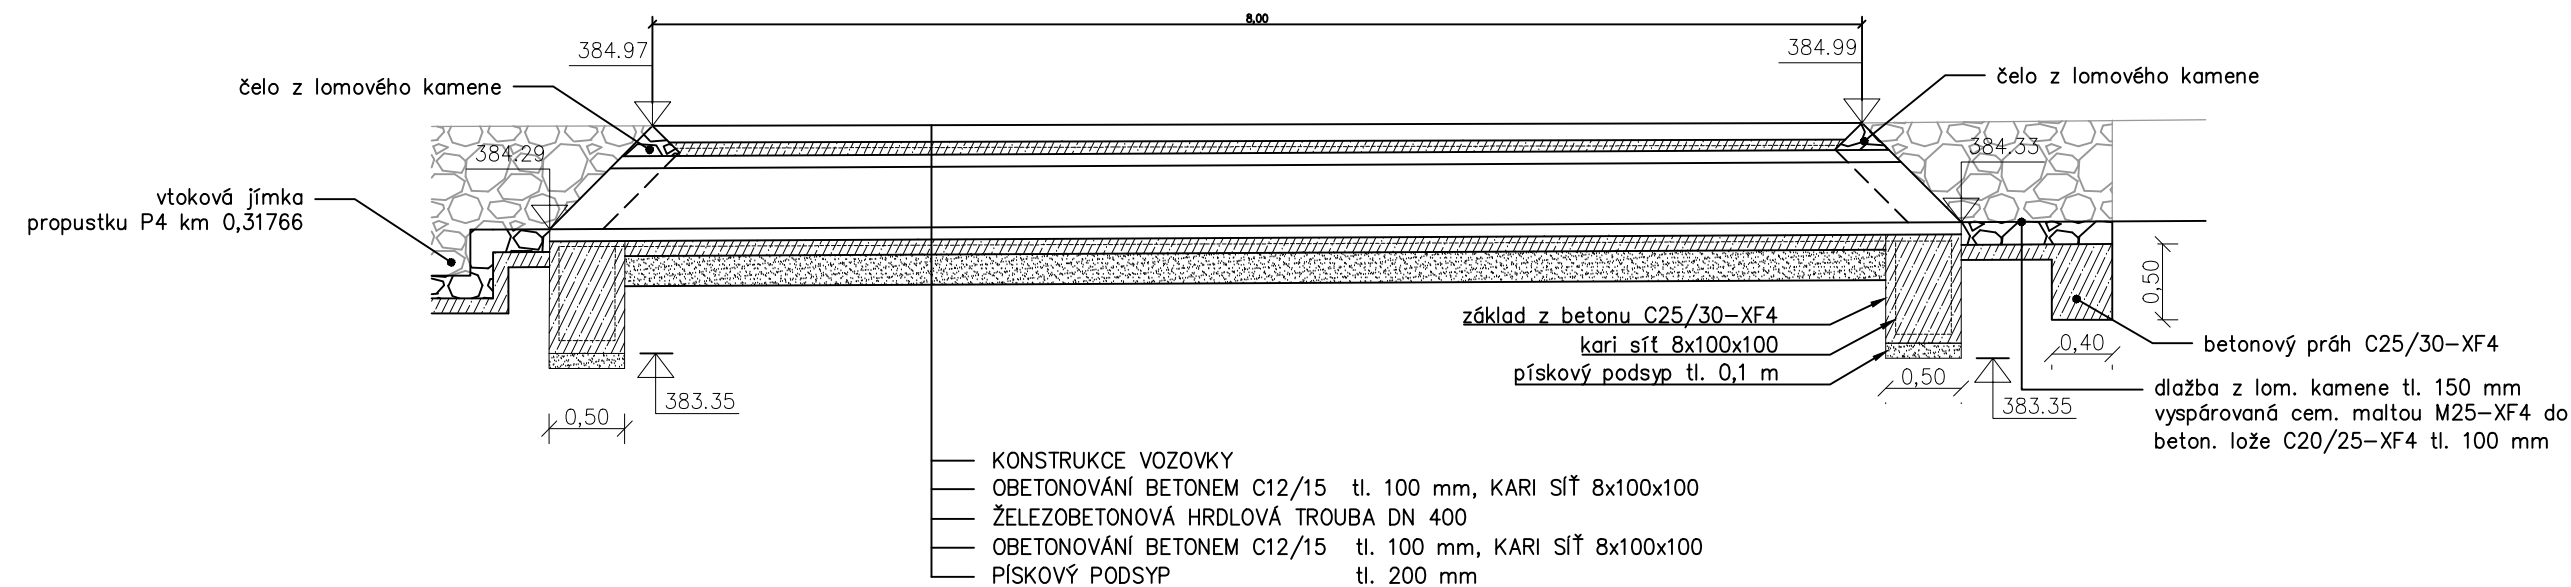 8,00
384.97
384.99
čelo z lomového kamene
čelo z lomového kamene
384.29
384.33
vtoková jímka
propustku P4 km 0,31766
0,50
základ z betonu C25/30-XF4
kari síť 8x100x100
pískový podsyp tl. 0,1 m
0,40
betonový práh C25/30-XF4
0,50
383.35
0,50
383.35
dlažba z lom. kamene tl. 150 mm
vyspárovaná cem. maltou M25-XF4 do
beton. lože C20/25-XF4 tl. 100 mm
KONSTRUKCE VOZOVKY
OBETONOVÁNÍ BETONEM C12/15 tl. 100 mm, KARI SÍŤ 8x100x100
ŽELEZOBETONOVÁ HRDLOVÁ TROUBA DN 400
OBETONOVÁNÍ BETONEM C12/15 tl. 100 mm, KARI SÍŤ 8x100x100
PÍSKOVÝ PODSYP tl. 200 mm